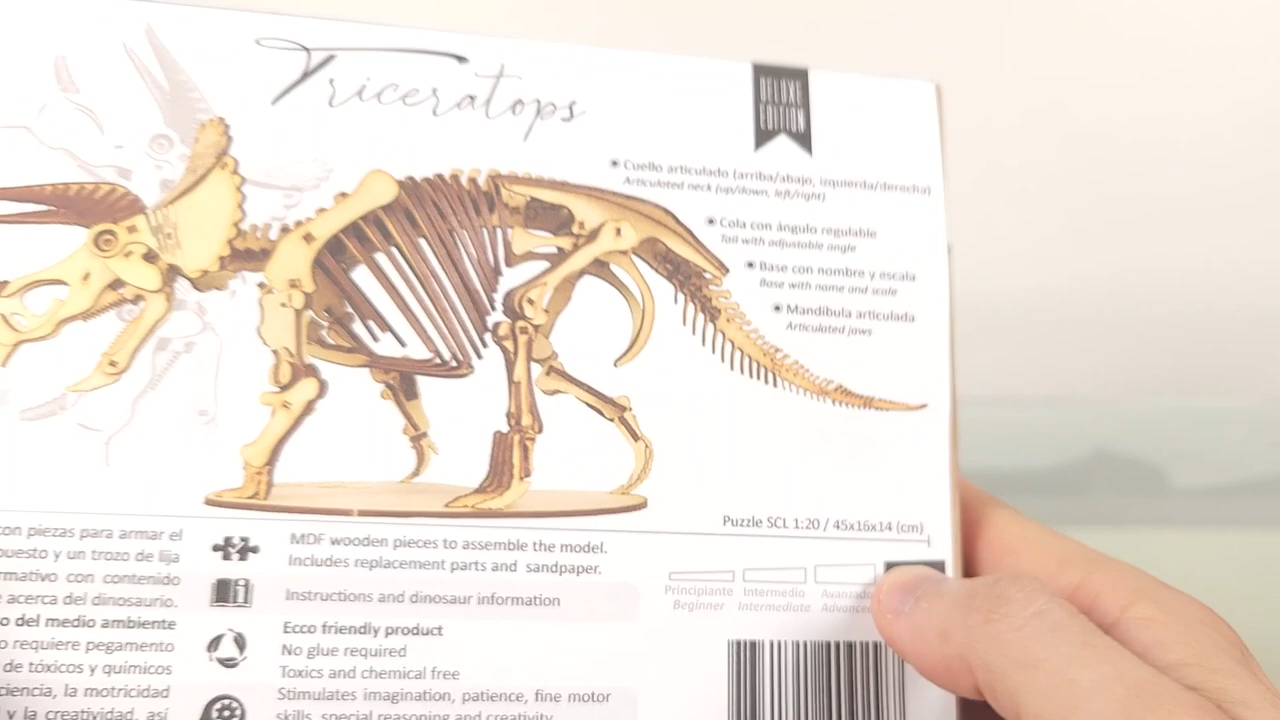 Triceratops
DELUXE
EDITION
Cuello articulado (arriba/abajo, izquierda/derecha)
Articulated neck (up/down, left/right)
Cola con ángulo regulable
Tail with adjustable angle
Base con nombre y escala
Base with name and scale
Mandíbula articulada
Articulated jaws
Puzzle SCL 1:20 / 45x16x14 (cm)
con piezas para armar el
puesto y un trozo de lija
rmativo con contenido
acerca del dinosaurio.
o del medio ambiente
o requiere pegamento
de tóxicos y químicos
ciencia, la motricidad
y la creatividad, así
MDF wooden pieces to assemble the model.
Includes replacement parts and sandpaper.
Instructions and dinosaur information
Ecco friendly product
No glue required
Toxics and chemical free
Stimulates imagination, patience, fine motor
skills, special reasoning and creativity
Principiante
Beginner
Intermedio
Intermediate
Avanzado
Advanced